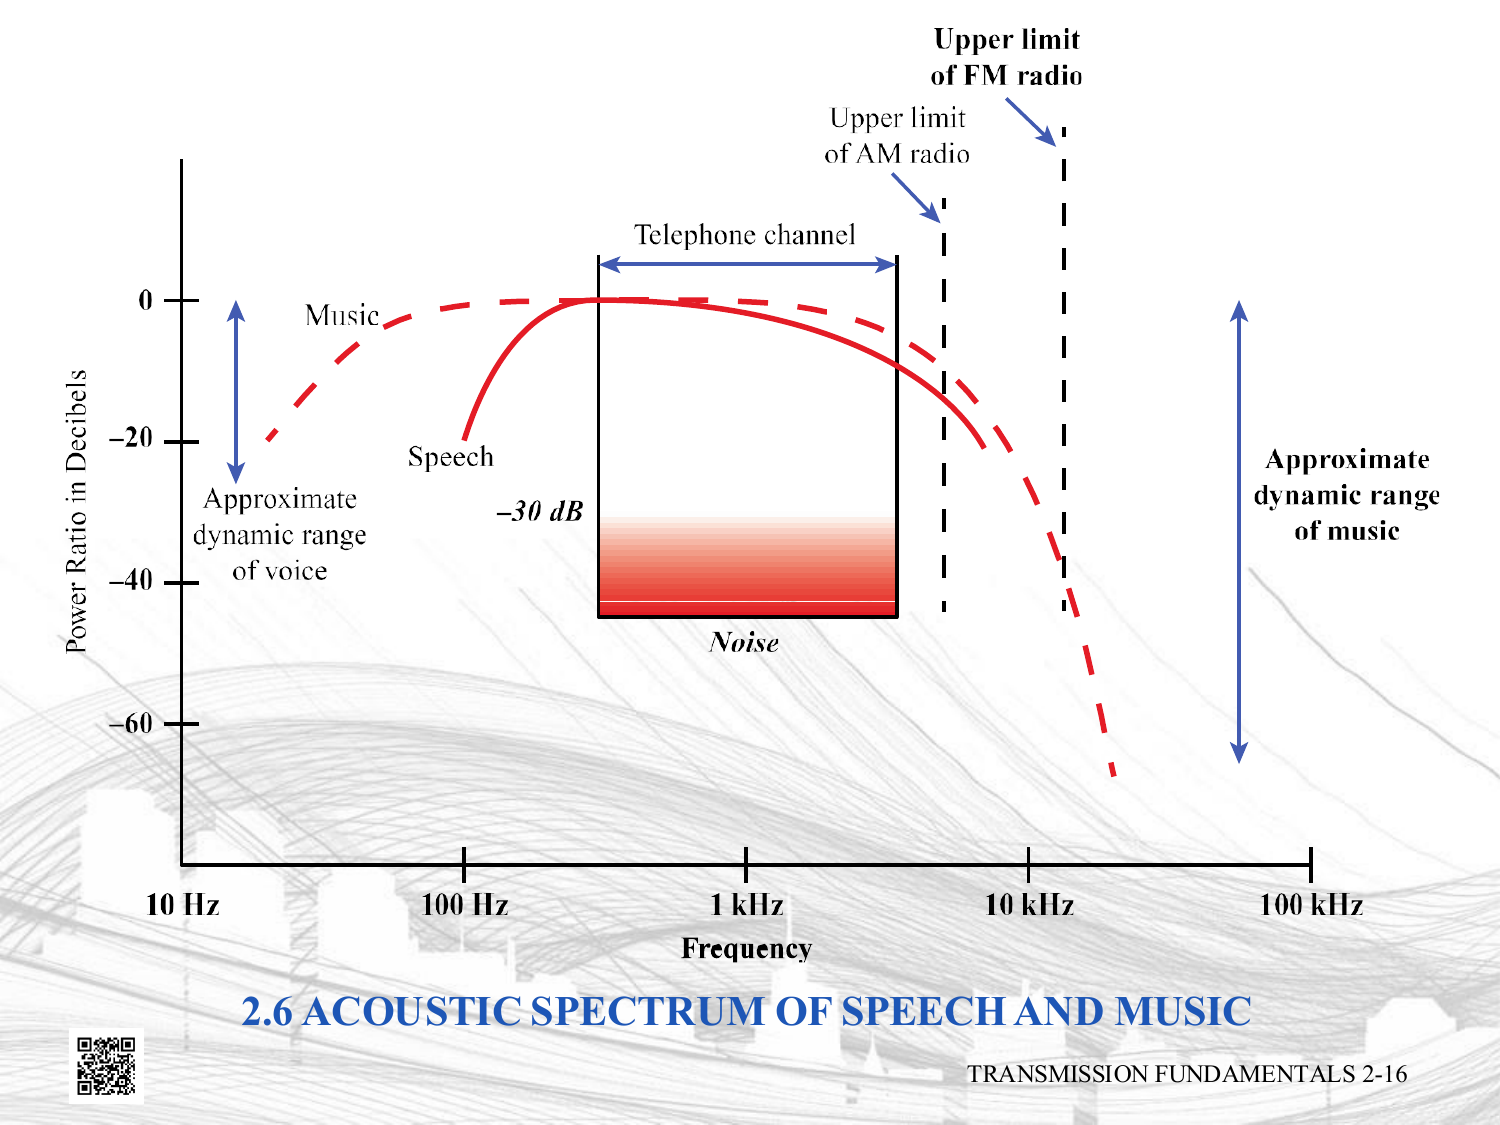 Upper limit
of FM radio
Upper limit
of AM radio
Telephone channel
0
Music
–20
Speech
Approximate
dynamic range
of voice
–30 dB
Approximate
dynamic range
of music
Power Ratio in Decibels
–40
Noise
–60
10 Hz
100 Hz
1 kHz
10 kHz
100 kHz
Frequency
2.6 ACOUSTIC SPECTRUM OF SPEECH AND MUSIC
TRANSMISSION FUNDAMENTALS 2-16